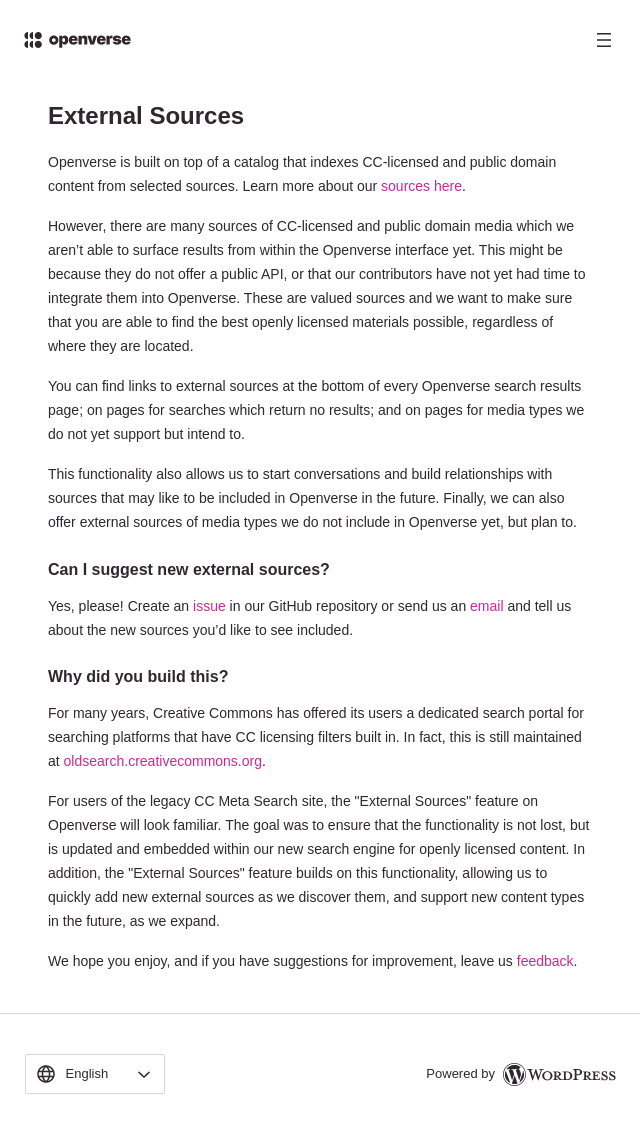 openverse
External Sources
Openverse is built on top of a catalog that indexes CC-licensed and public domain
content from selected sources. Learn more about our sources here.
However, there are many sources of CC-licensed and public domain media which we
aren’t able to surface results from within the Openverse interface yet. This might be
because they do not offer a public API, or that our contributors have not yet had time to
integrate them into Openverse. These are valued sources and we want to make sure
that you are able to find the best openly licensed materials possible, regardless of
where they are located.
You can find links to external sources at the bottom of every Openverse search results
page; on pages for searches which return no results; and on pages for media types we
do not yet support but intend to.
This functionality also allows us to start conversations and build relationships with
sources that may like to be included in Openverse in the future. Finally, we can also
offer external sources of media types we do not include in Openverse yet, but plan to.
Can I suggest new external sources?
Yes, please! Create an issue in our GitHub repository or send us an email and tell us
about the new sources you’d like to see included.
Why did you build this?
For many years, Creative Commons has offered its users a dedicated search portal for
searching platforms that have CC licensing filters built in. In fact, this is still maintained
at oldsearch.creativecommons.org.
For users of the legacy CC Meta Search site, the "External Sources" feature on
Openverse will look familiar. The goal was to ensure that the functionality is not lost, but
is updated and embedded within our new search engine for openly licensed content. In
addition, the "External Sources" feature builds on this functionality, allowing us to
quickly add new external sources as we discover them, and support new content types
in the future, as we expand.
We hope you enjoy, and if you have suggestions for improvement, leave us feedback.
English
Powered by WordPress